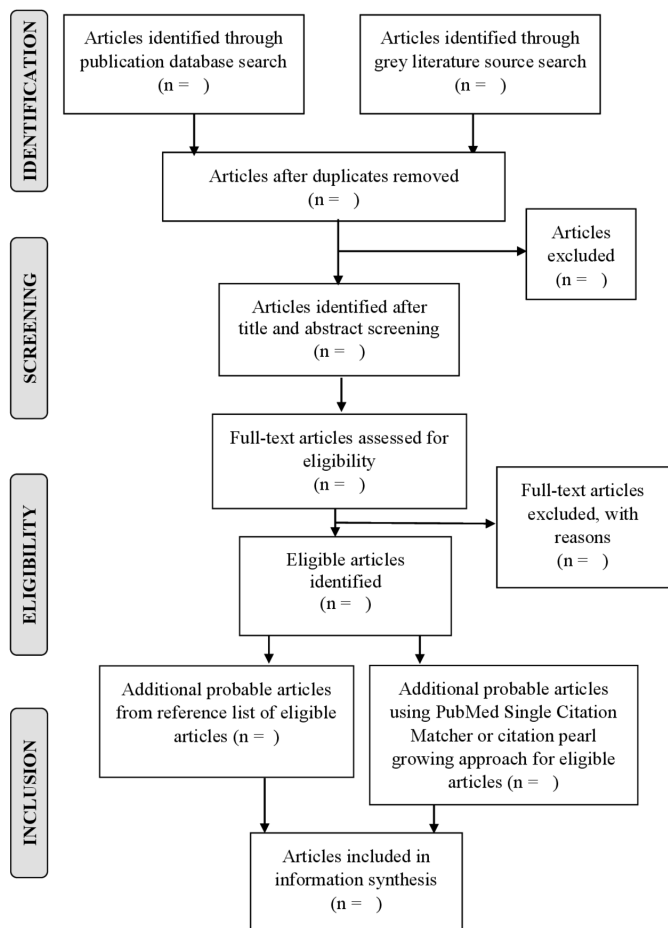 IDENTIFICATION
Articles identified through
publication database search
(n =   )
Articles identified through
grey literature source search
(n =   )
Articles after duplicates removed
(n =   )
Articles
excluded
(n =   )
SCREENING
Articles identified after
title and abstract screening
(n =   )
Full-text articles assessed for
eligibility
(n =   )
ELIGIBILITY
Full-text articles
excluded, with
reasons
(n =   )
Eligible articles
identified
(n =   )
INCLUSION
Additional probable articles
from reference list of eligible
articles (n =  )
Additional probable articles
using PubMed Single Citation
Matcher or citation pearl
growing approach for eligible
articles (n =   )
Articles included in
information synthesis
(n =   )